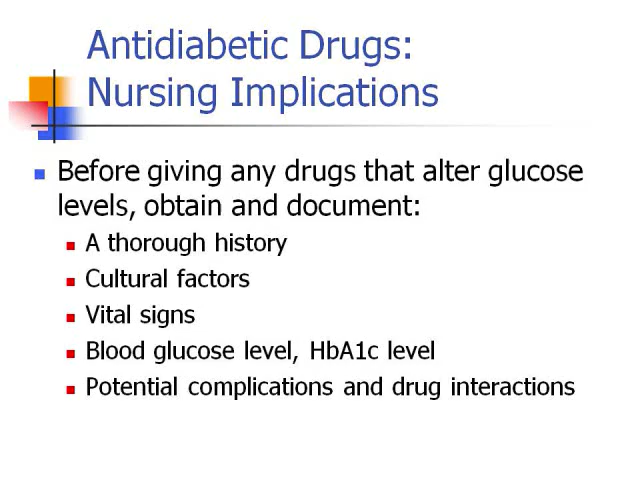 Antidiabetic Drugs:
Nursing Implications
Before giving any drugs that alter glucose
levels, obtain and document:
A thorough history
Cultural factors
Vital signs
Blood glucose level, HbA1c level
Potential complications and drug interactions